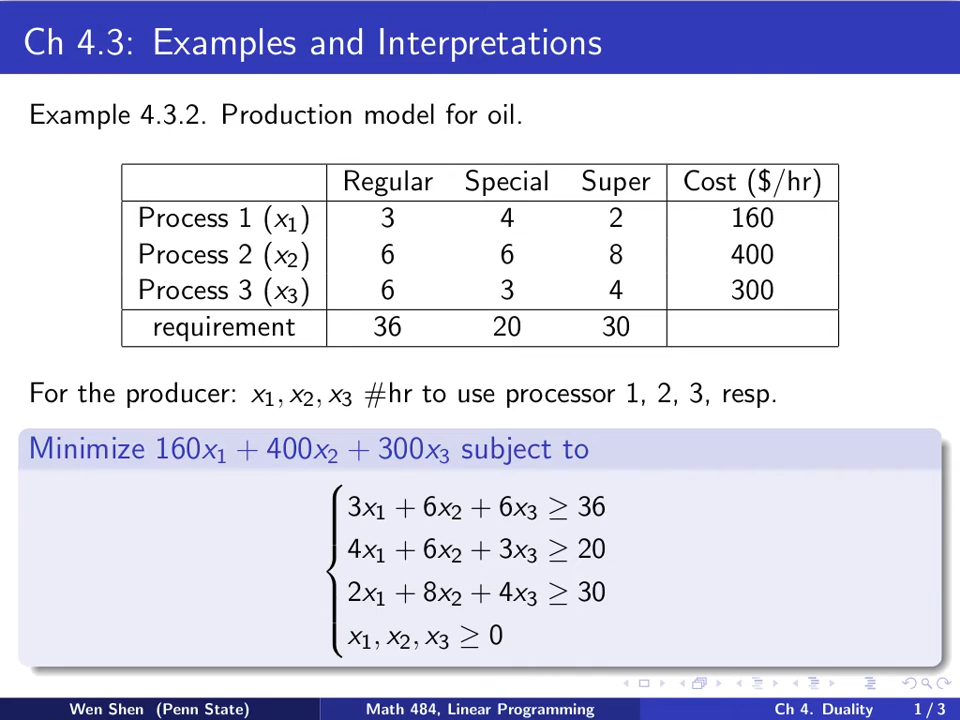 Ch 4.3: Examples and Interpretations
Example 4.3.2. Production model for oil.
Regular Special Super Cost ($/hr)
Process 1 (x₁) 3 4 2 160
Process 2 (x₂) 6 6 8 400
Process 3 (x₃) 6 3 4 300
requirement 36 20 30
For the producer: x₁, x₂, x₃ #hr to use processor 1, 2, 3, resp.
Minimize 160x₁ + 400x₂ + 300x₃ subject to
3x₁ + 6x₂ + 6x₃ ≥ 36
4x₁ + 6x₂ + 3x₃ ≥ 20
2x₁ + 8x₂ + 4x₃ ≥ 30
x₁, x₂, x₃ ≥ 0
Wen Shen (Penn State) Math 484, Linear Programming Ch 4. Duality 1 / 3